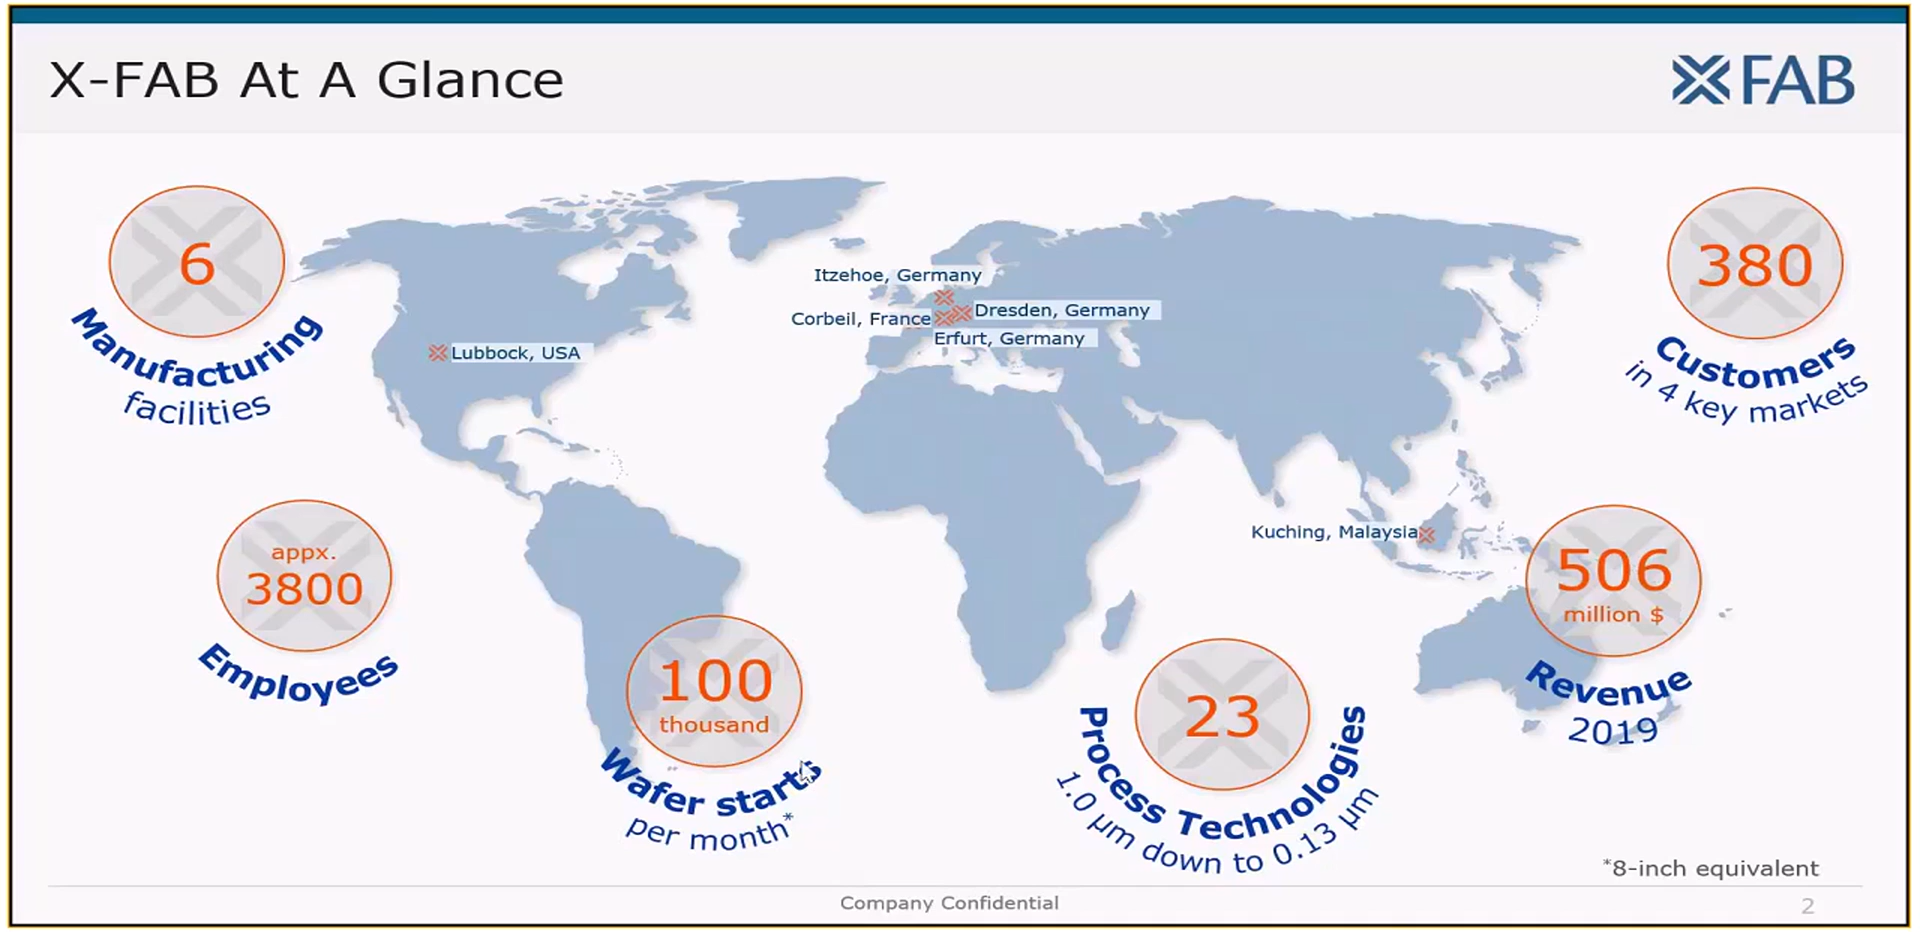 X-FAB At A Glance
XFAB
6
Manufacturing
facilities
380
Customers
in 4 key markets
Itzehoe, Germany
Dresden, Germany
Corbeil, France
Erfurt, Germany
Lubbock, USA
Kuching, Malaysia
appx.
3800
Employees
506
million $
Revenue
2019
100
thousand
Wafer starts
per month*
23
Process Technologies
1.0 µm down to 0.13 µm
*8-inch equivalent
Company Confidential
2